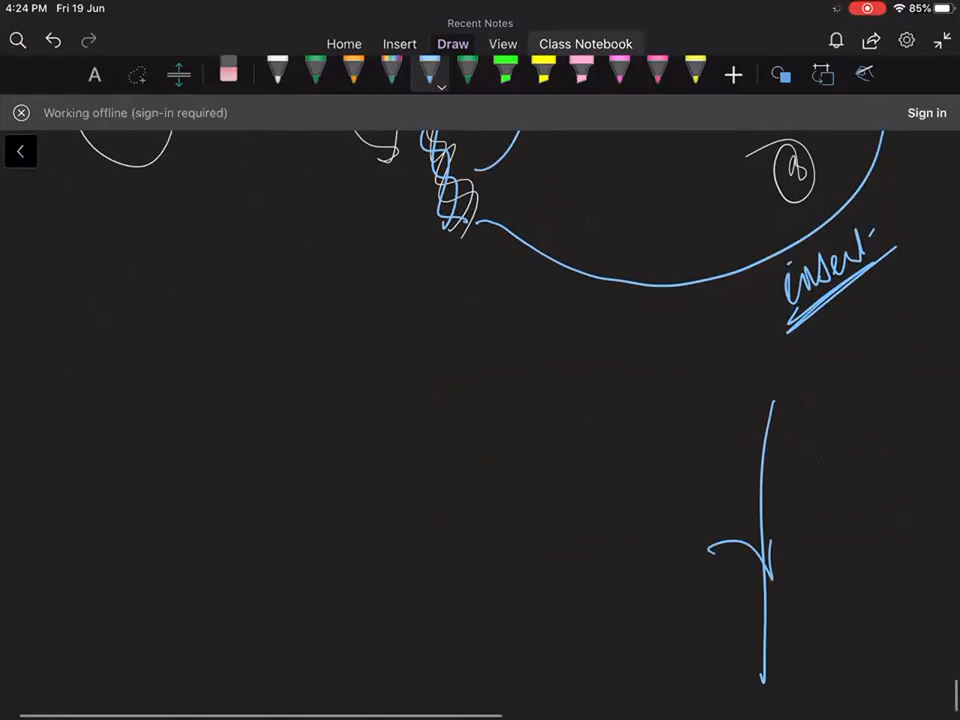 4:24 PM Fri 19 Jun 85%
Recent Notes
Home Insert Draw View Class Notebook
A
Working offline (sign-in required) Sign in
insert.